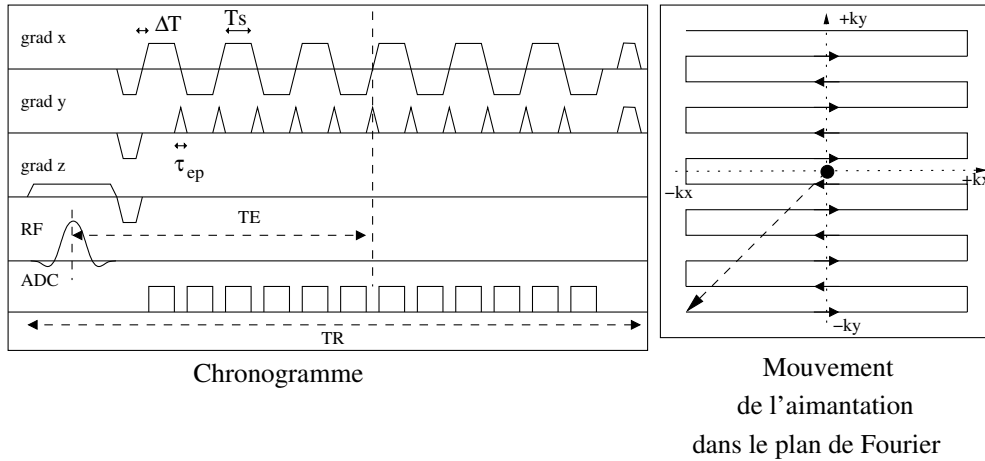 grad x
ΔT
Ts
grad y
τep
grad z
TE
RF
ADC
TR
Chronogramme
+ky
−kx
+kx
−ky
Mouvement
de l'aimantation
dans le plan de Fourier